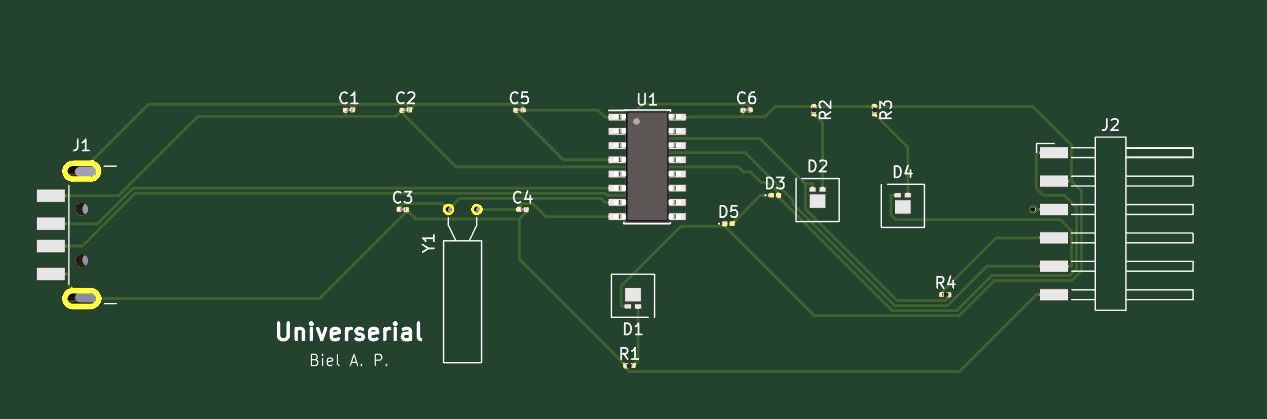 C1
C2
C5
U1
C6
R2
R3
J2
J1
D2
D4
D3
C3
C4
D5
Y1
R4
D1
Universerial
Biel A. P.
R1